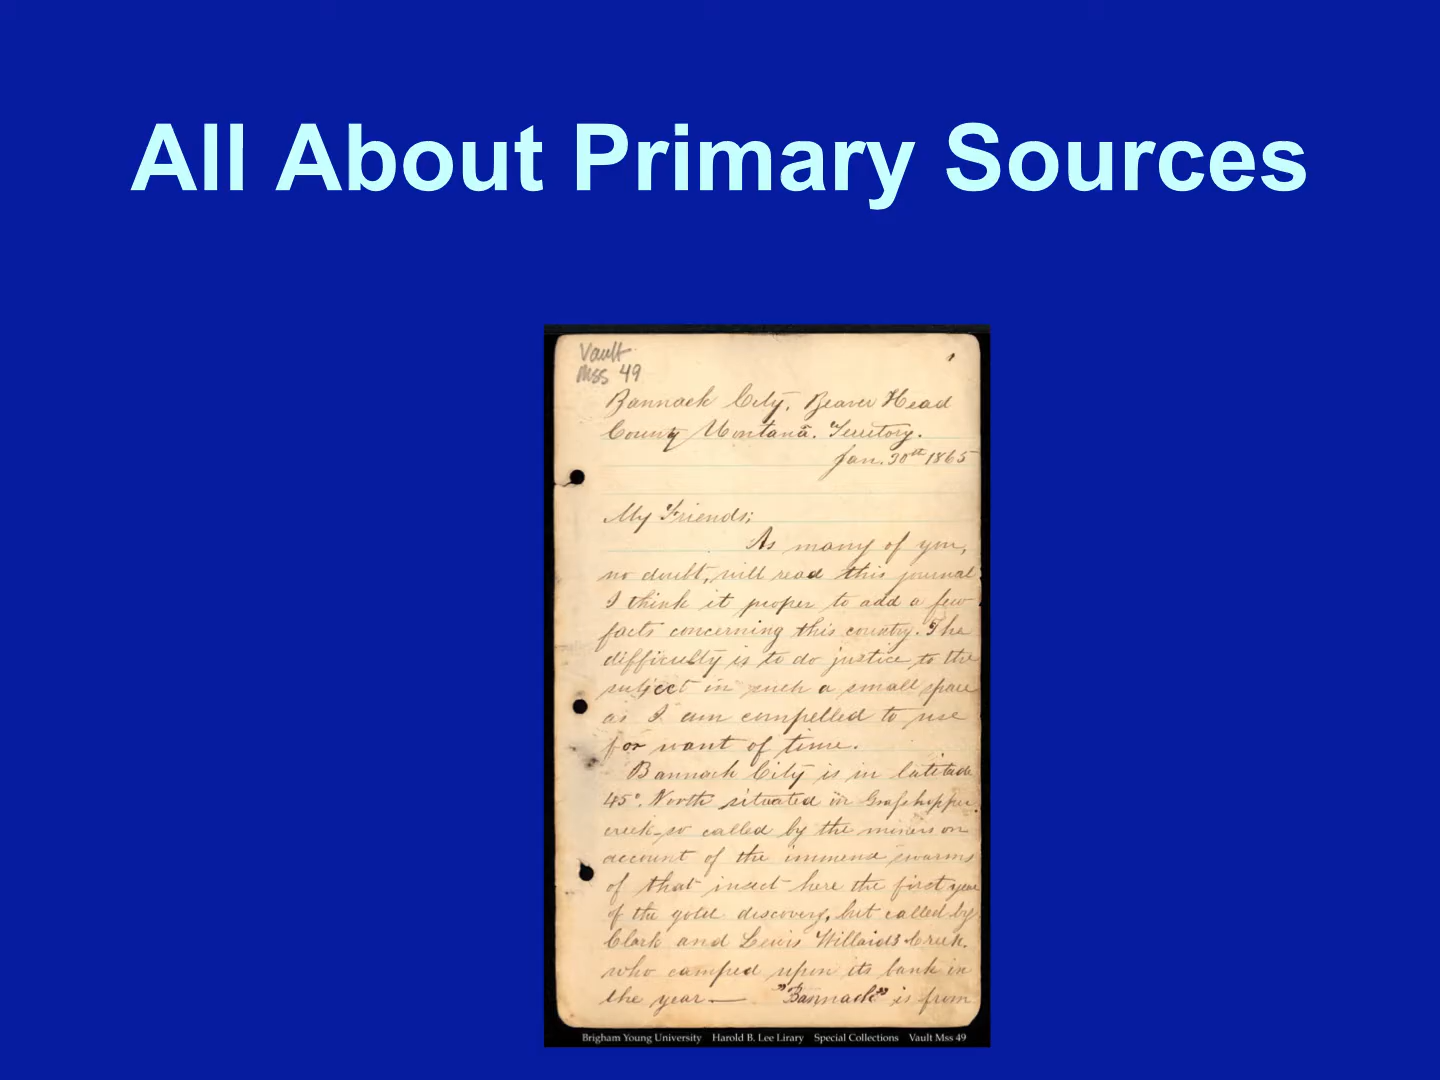 All About Primary Sources
Vault
Mss 49
Bannack City, Beaver Head
County Montana. Territory.
Jan. 30th 1865
My Friends;
As many of you,
no doubt, will read this journal
I think it proper to add a few
facts concerning this country. The
difficulty is to do justice to the
subject in such a small space
as I am compelled to use
for want of time.
Bannack City is in latitude
45°. North situated in Grasshopper
creek-so called by the miners on
account of the immense swarms
of that insect here the first year
of the gold discovery, but called by
Clark and Lewis Willards Creek.
who camped upon its bank in
the year — "Bannack" is from
Brigham Young University Harold B. Lee Lirary Special Collections Vault Mss 49